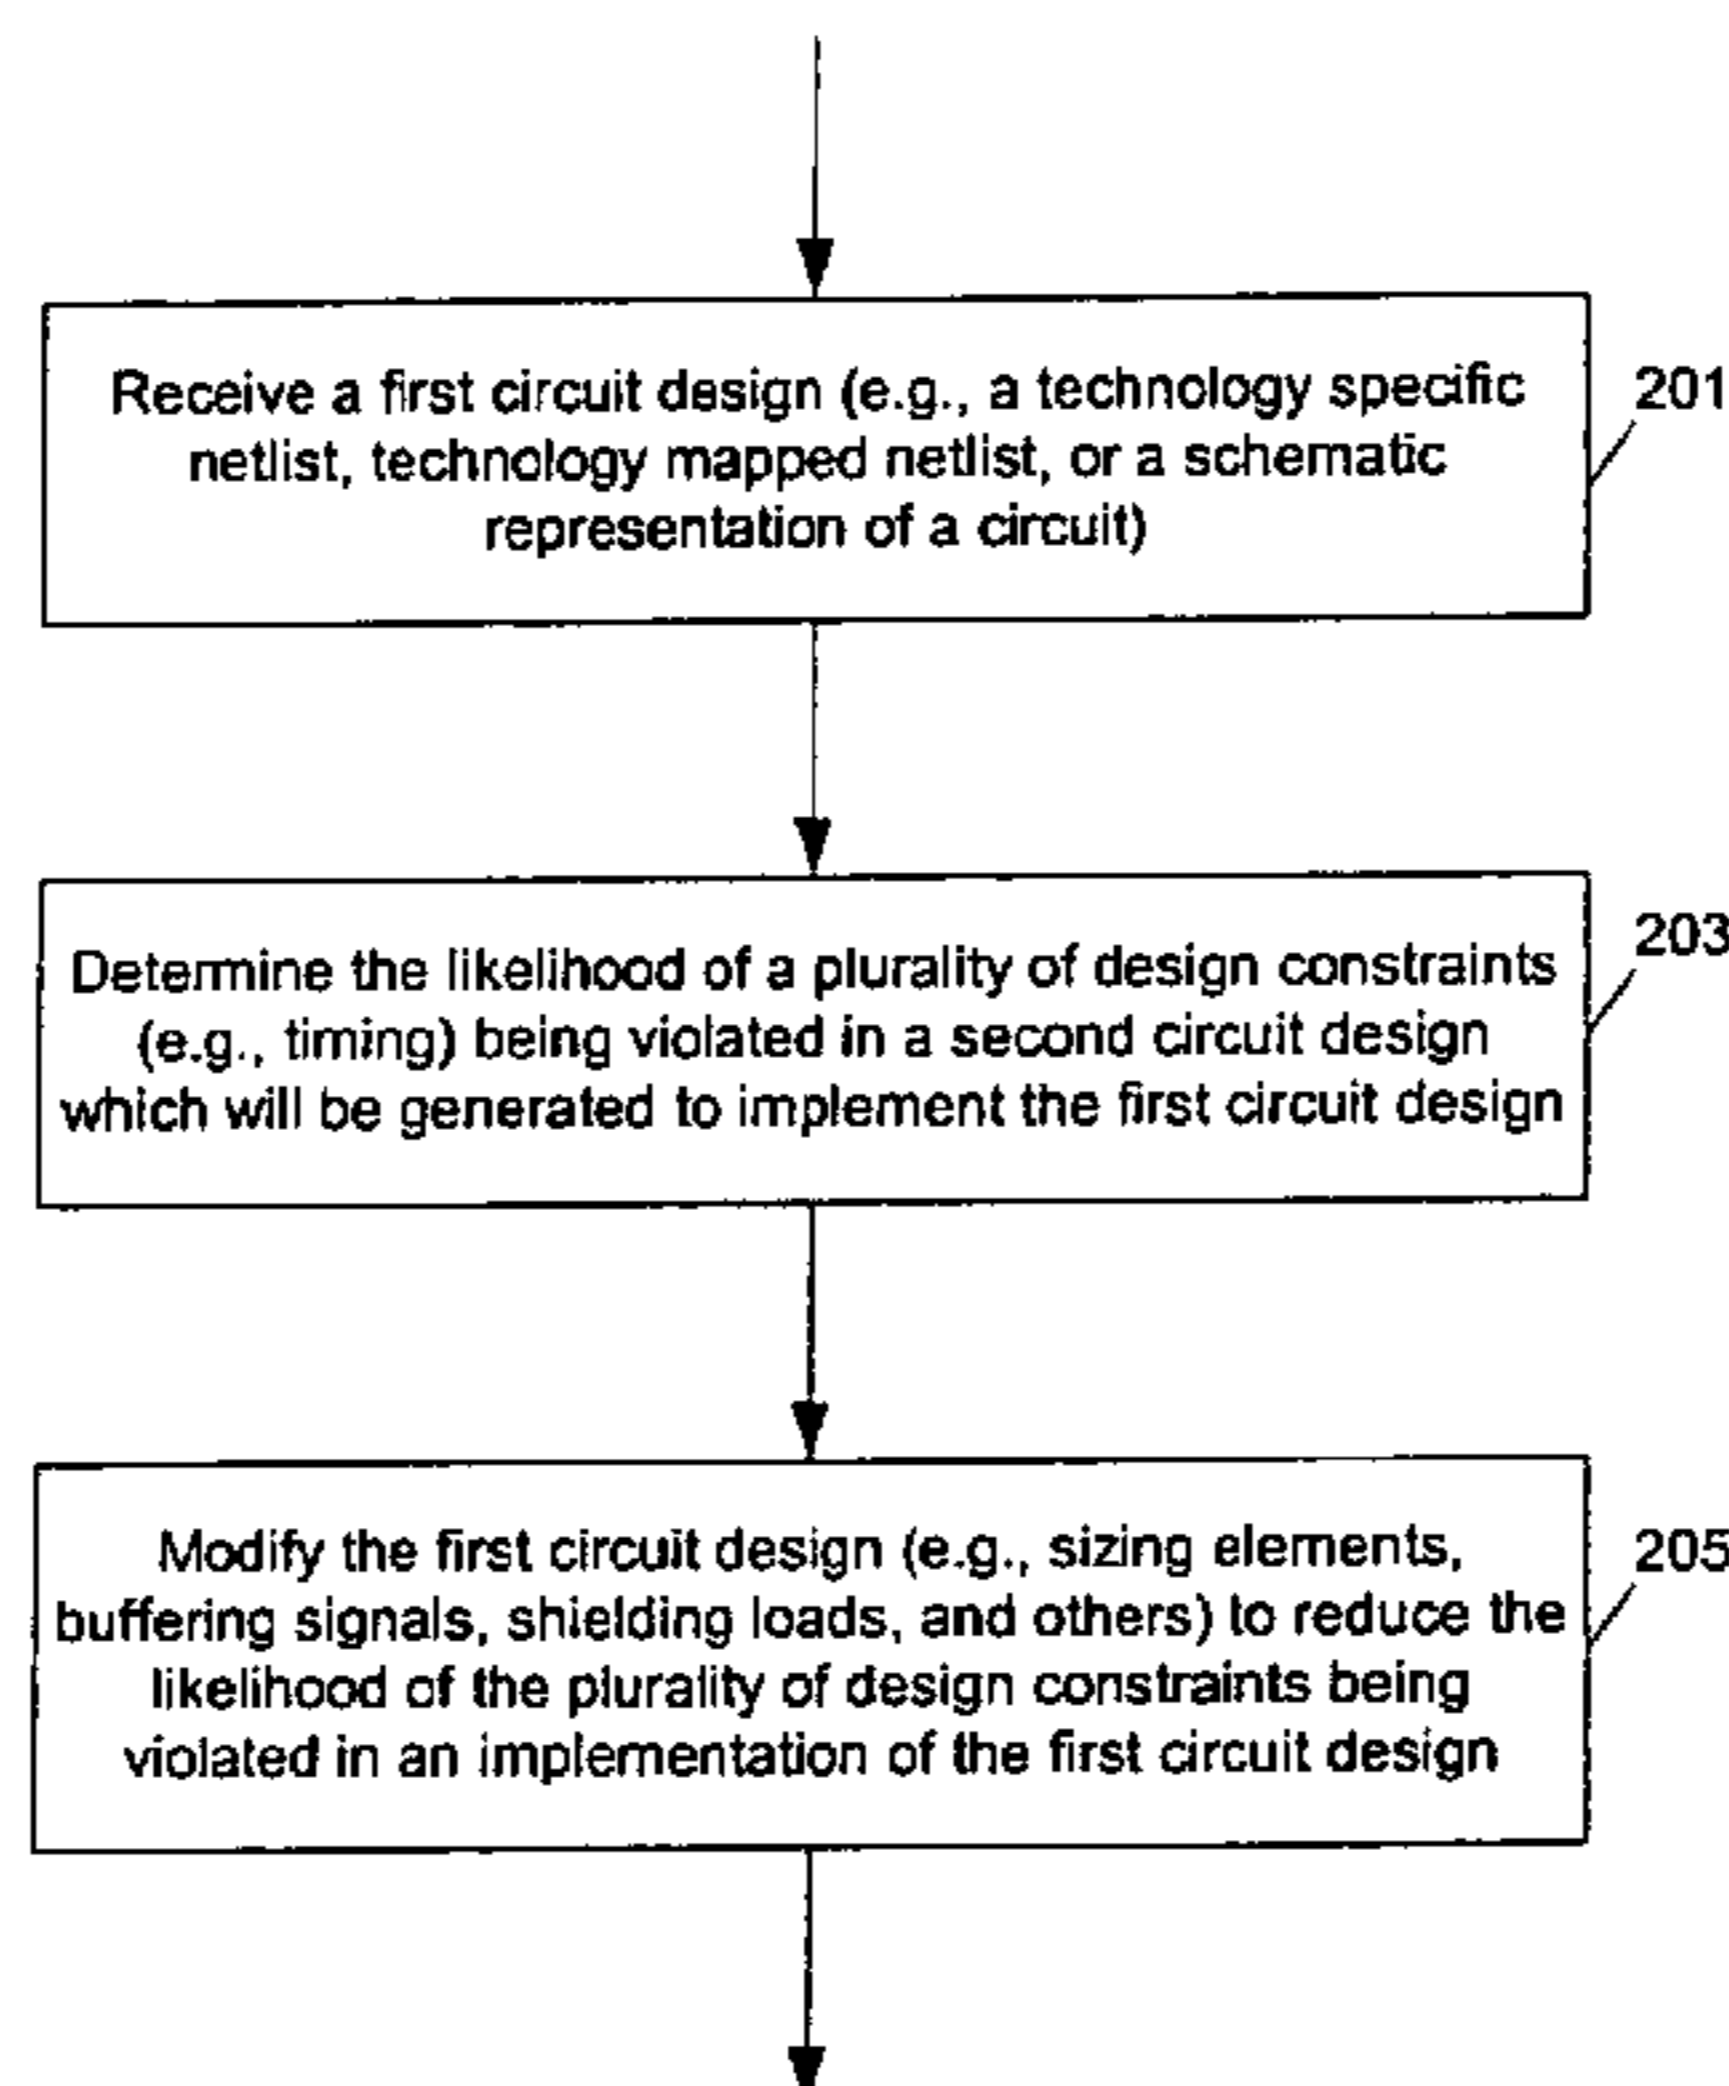 Receive a first circuit design (e.g., a technology specific
netlist, technology mapped netlist, or a schematic
representation of a circuit)
201
Determine the likelihood of a plurality of design constraints
(e.g., timing) being violated in a second circuit design
which will be generated to implement the first circuit design
203
Modify the first circuit design (e.g., sizing elements,
buffering signals, shielding loads, and others) to reduce the
likelihood of the plurality of design constraints being
violated in an implementation of the first circuit design
205